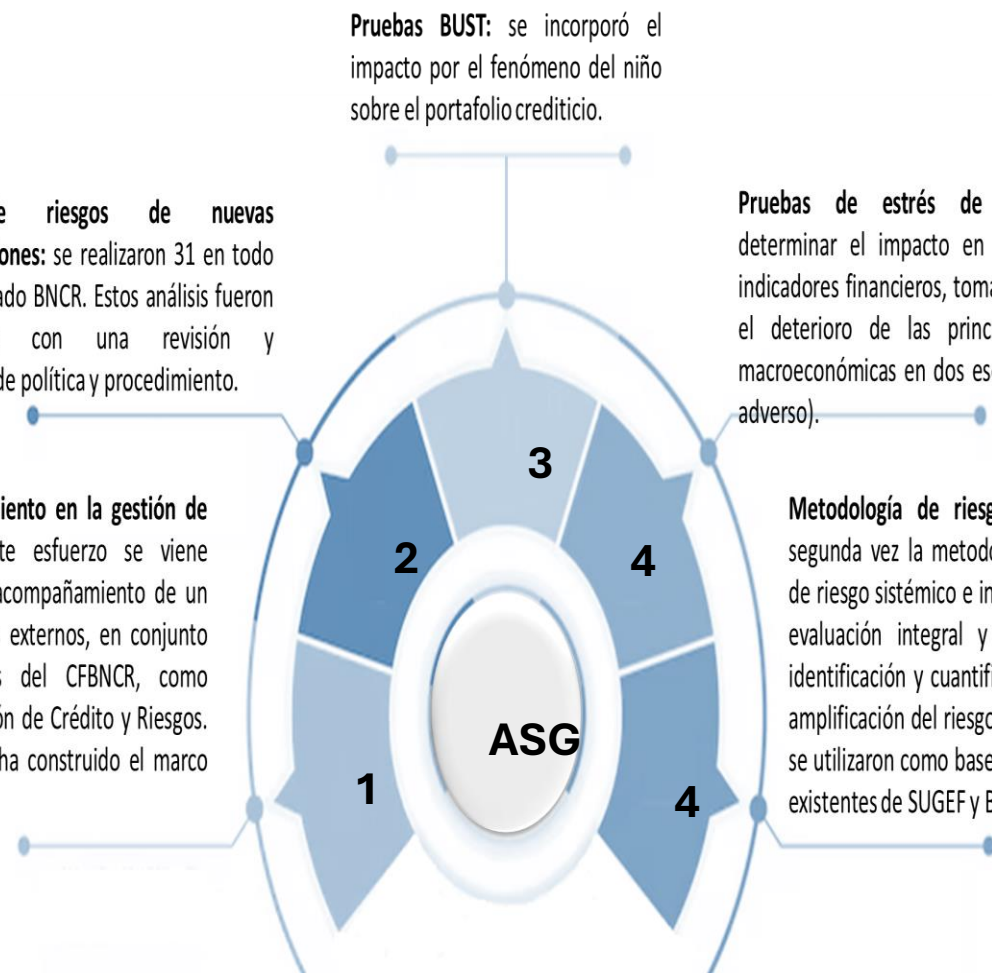 Pruebas BUST: se incorporó el
impacto por el fenómeno del niño
sobre el portafolio crediticio.
riesgos de nuevas
ones: se realizaron 31 en todo
ado BNCR. Estos análisis fueron
con una revisión y
de política y procedimiento.
Pruebas de estrés de
determinar el impacto en
indicadores financieros, toma
el deterioro de las princ
macroeconómicas en dos es
adverso).
iento en la gestión de
te esfuerzo se viene
acompañamiento de un
externos, en conjunto
s del CFBNCR, como
ón de Crédito y Riesgos.
ha construido el marco
Metodología de riesg
segunda vez la metodo
de riesgo sistémico e in
evaluación integral y
identificación y cuantif
amplificación del riesgo
se utilizaron como base
existentes de SUGEF y B
3
2
4
ASG
1
4